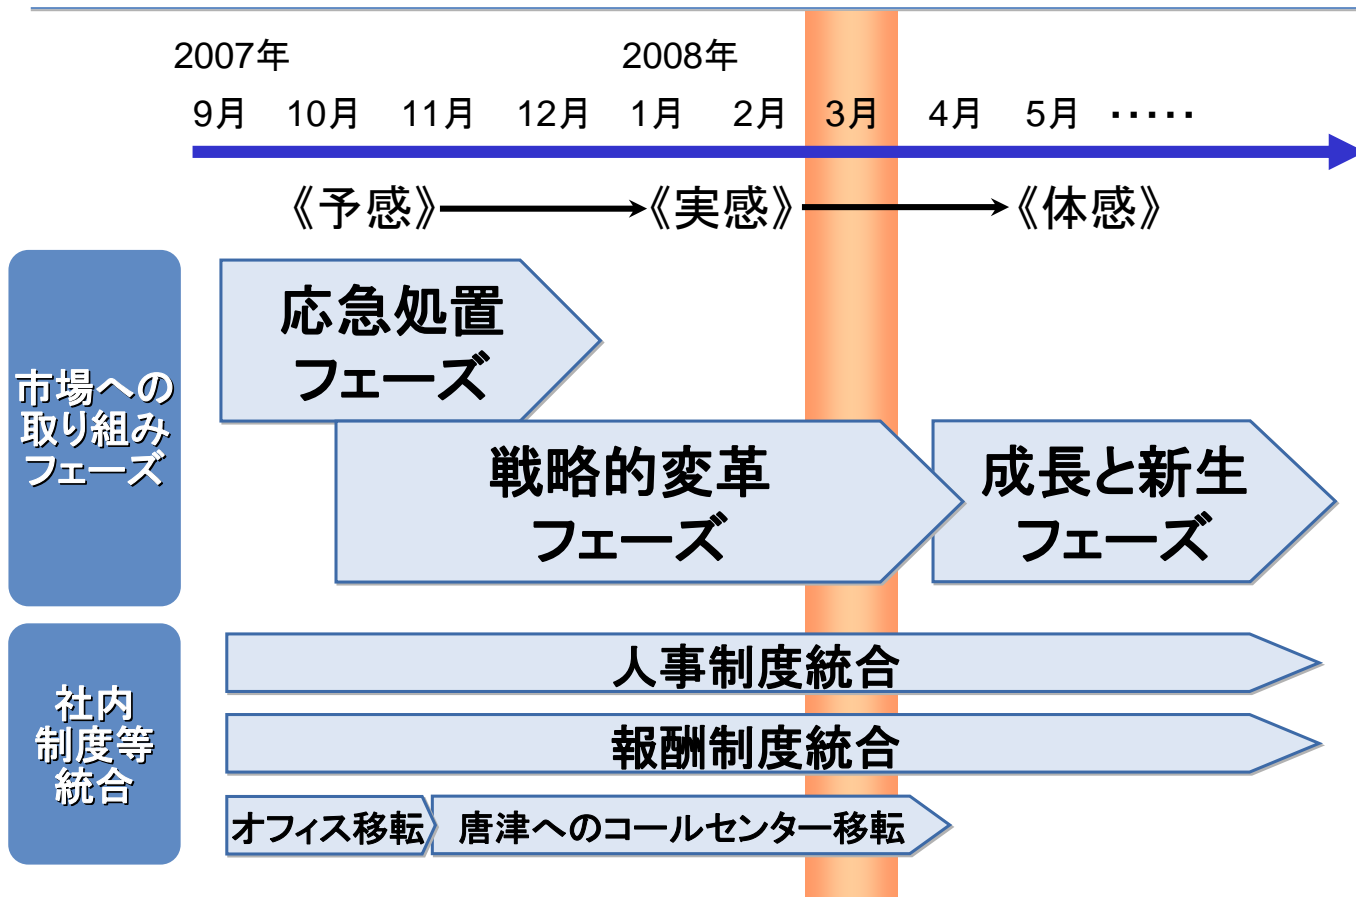 2007年 2008年
9月 10月 11月 12月 1月 2月 3月 4月 5月 ・・・・・
《予感》 《実感》 《体感》
市場への
取り組み
フェーズ
応急処置
フェーズ
戦略的変革
フェーズ
成長と新生
フェーズ
社内
制度等
統合
人事制度統合
報酬制度統合
オフィス移転 唐津へのコールセンター移転